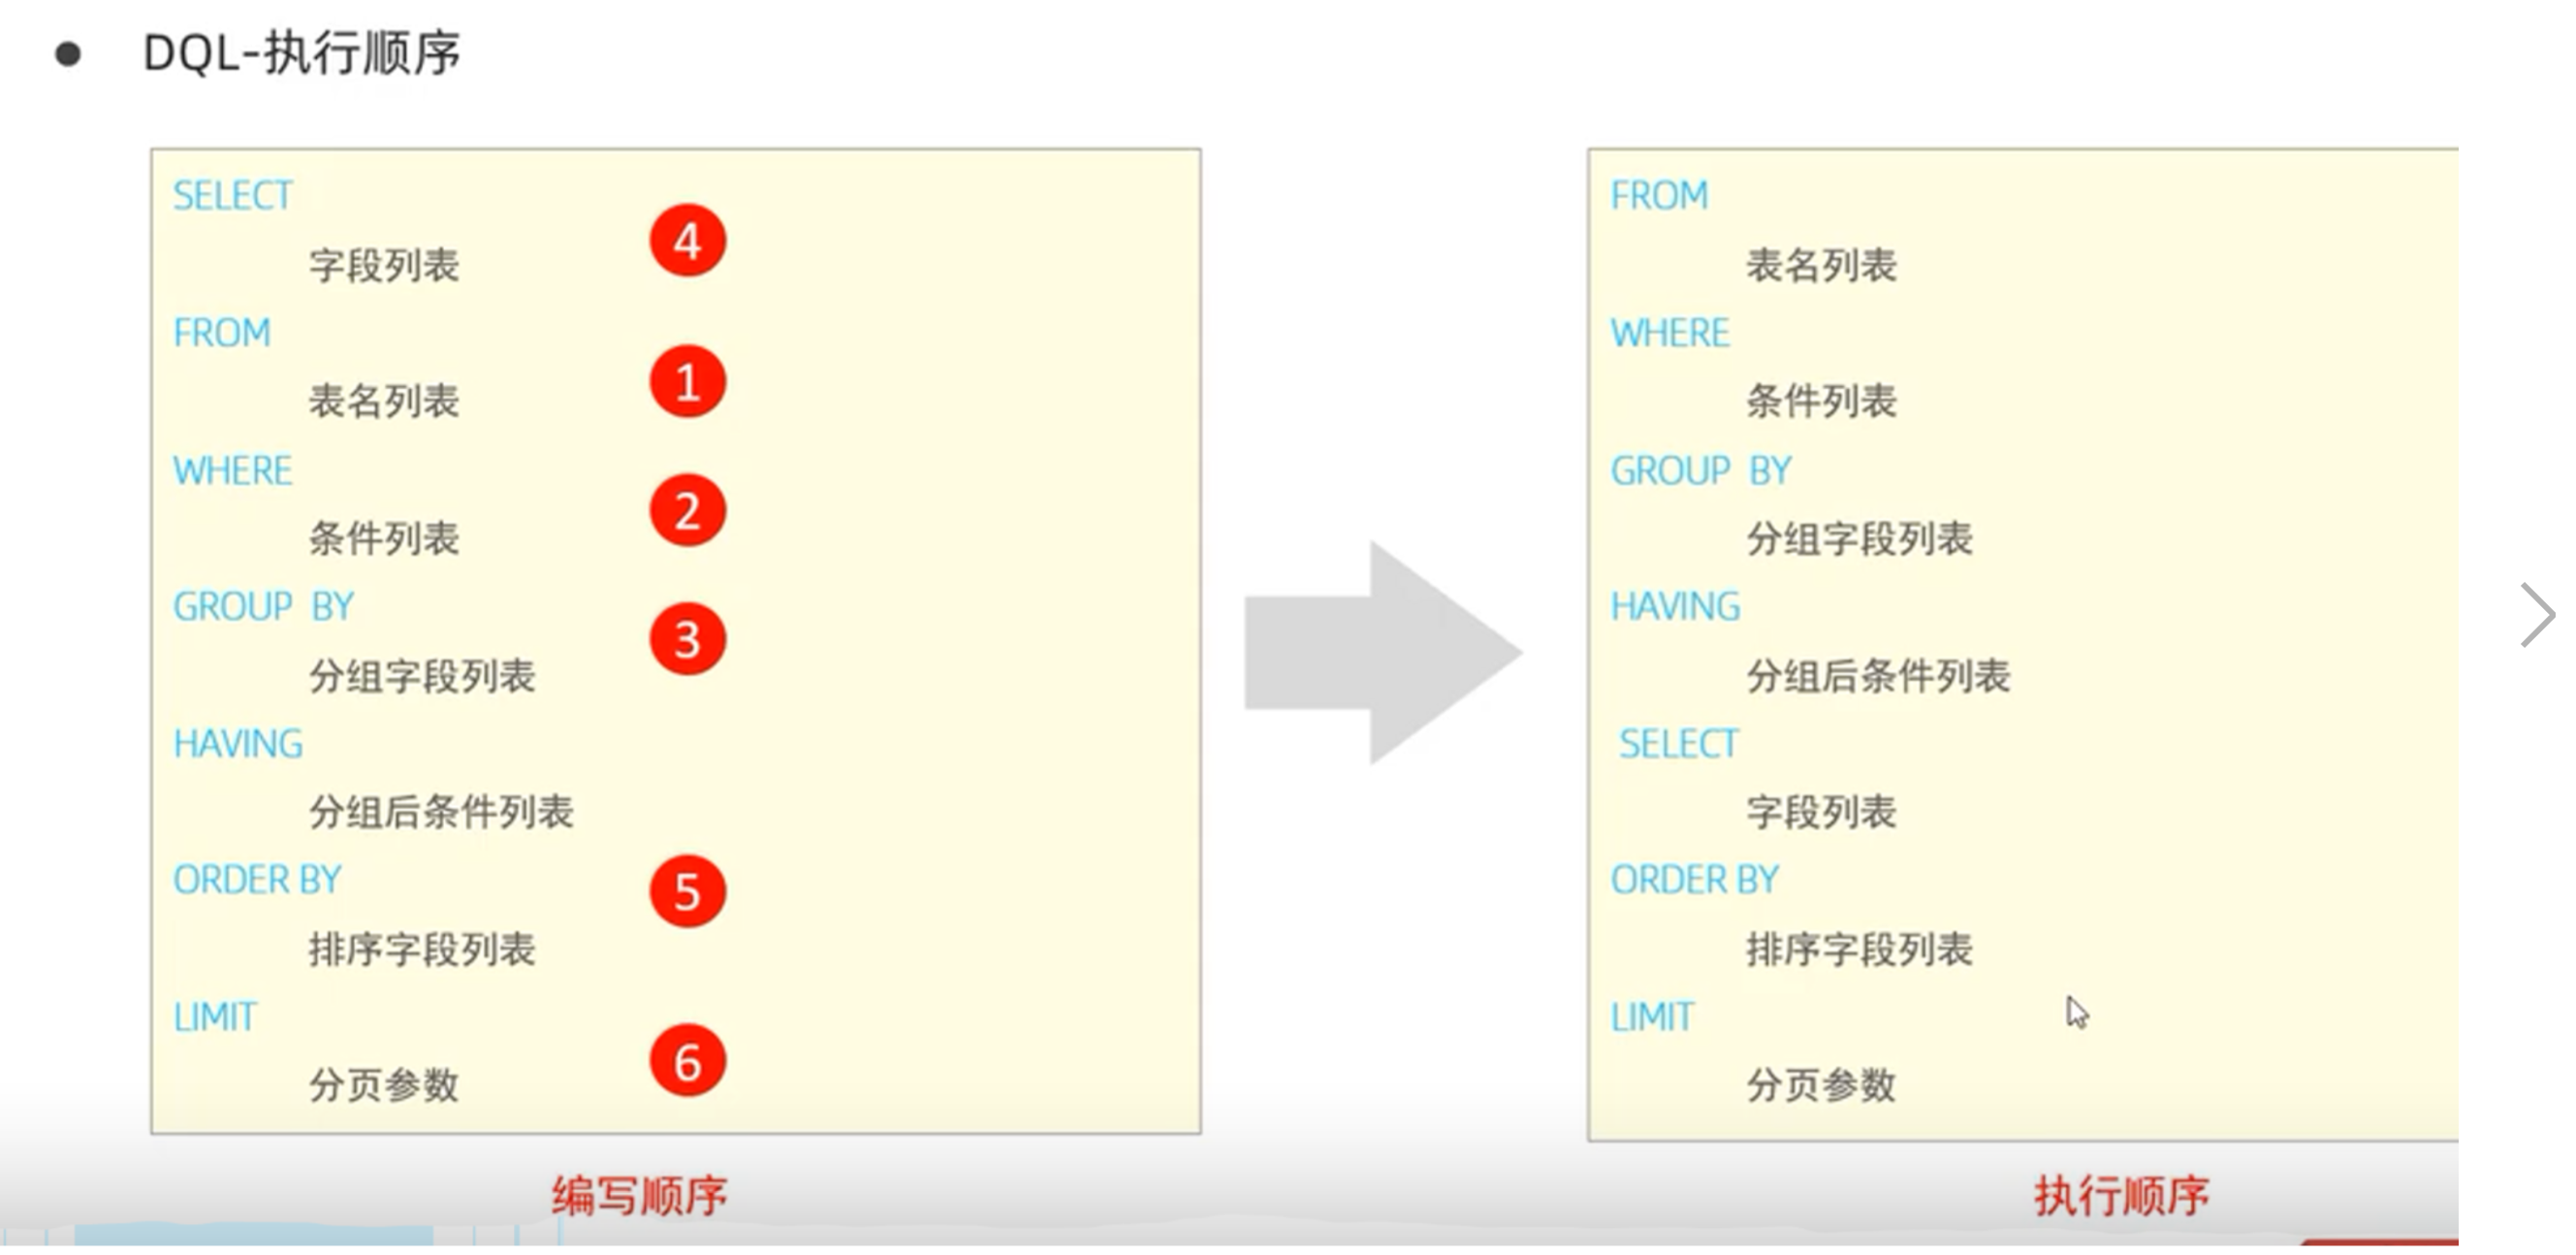 DQL-执行顺序
SELECT
4
字段列表
FROM
1
表名列表
WHERE
2
条件列表
GROUP BY
3
分组字段列表
HAVING
分组后条件列表
ORDER BY
5
排序字段列表
LIMIT
6
分页参数
编写顺序
FROM
表名列表
WHERE
条件列表
GROUP BY
分组字段列表
HAVING
分组后条件列表
SELECT
字段列表
ORDER BY
排序字段列表
LIMIT
分页参数
执行顺序